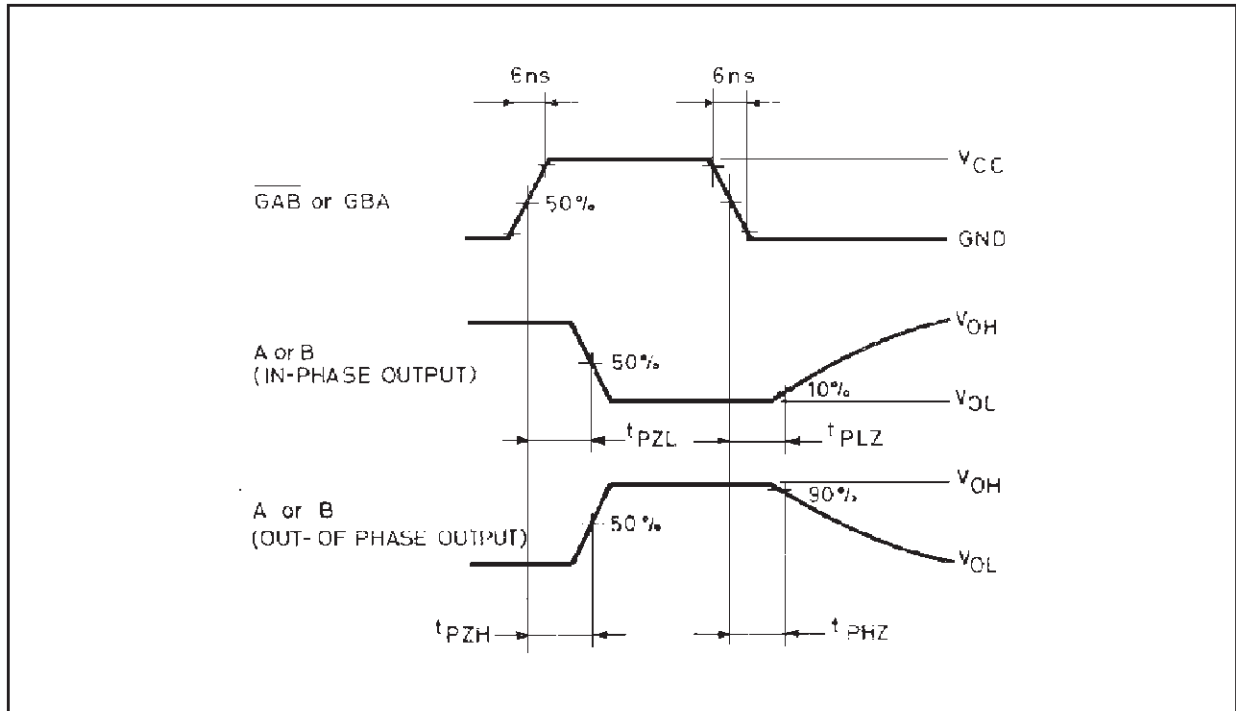 6ns 6ns
VCC
GAB or GBA
50%
GND
VOH
A or B
(IN-PHASE OUTPUT)
50%
10%
VOL
tPZL tPLZ
VOH
90%
A or B
(OUT-OF PHASE OUTPUT)
50%
VOL
tPZH tPHZ